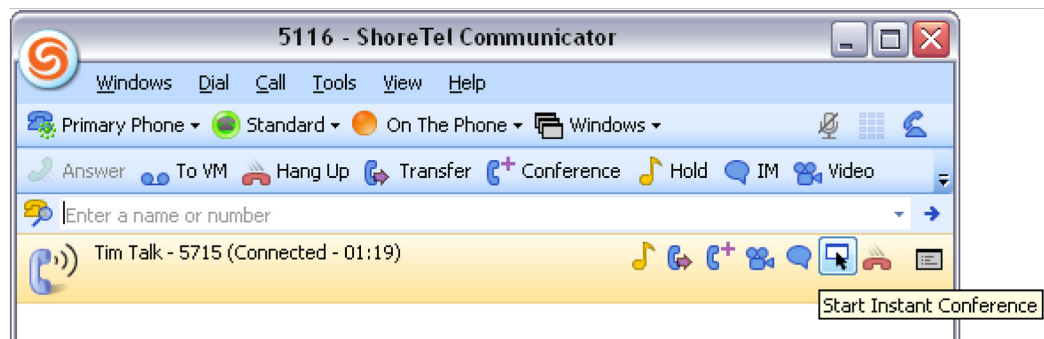 5116 - ShoreTel Communicator
Windows Dial Call Tools View Help
Primary Phone Standard On The Phone Windows
Answer To VM Hang Up Transfer Conference Hold IM Video
Enter a name or number
Tim Talk - 5715 (Connected - 01:19)
Start Instant Conference